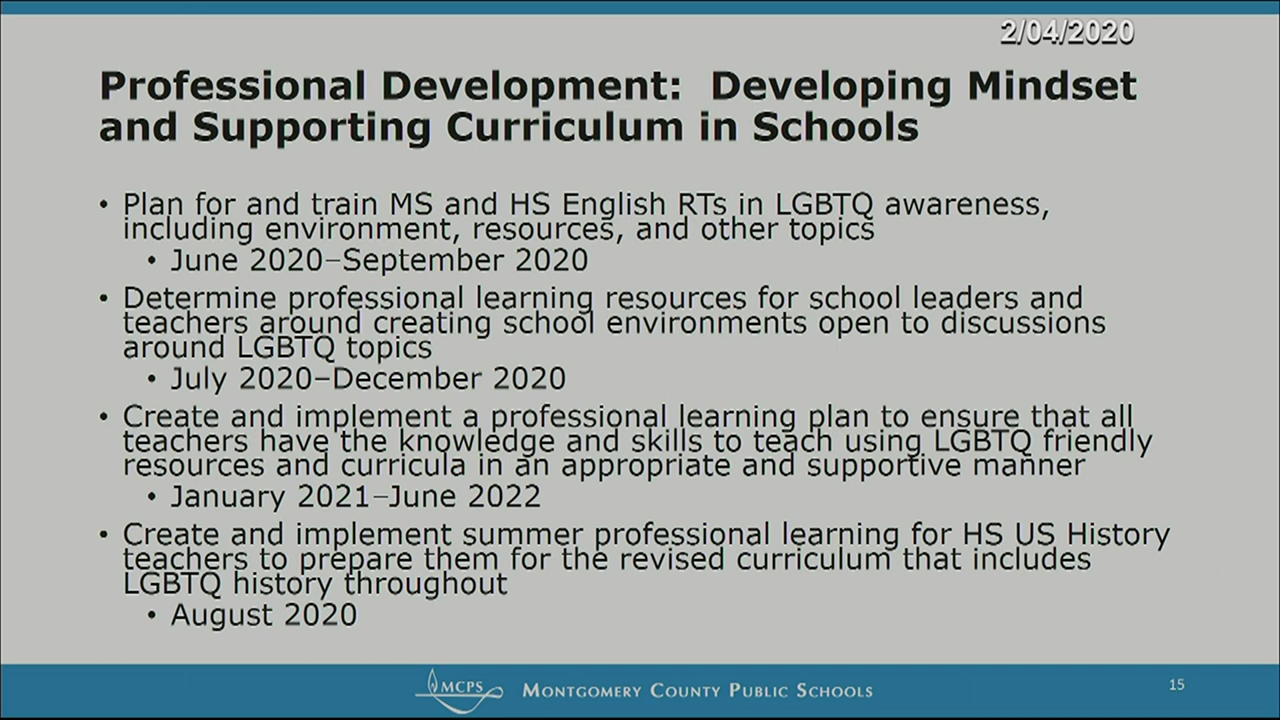 2/04/2020
Professional Development:  Developing Mindset
and Supporting Curriculum in Schools
• Plan for and train MS and HS English RTs in LGBTQ awareness,
including environment, resources, and other topics
• June 2020–September 2020
• Determine professional learning resources for school leaders and
teachers around creating school environments open to discussions
around LGBTQ topics
• July 2020–December 2020
• Create and implement a professional learning plan to ensure that all
teachers have the knowledge and skills to teach using LGBTQ friendly
resources and curricula in an appropriate and supportive manner
• January 2021–June 2022
• Create and implement summer professional learning for HS US History
teachers to prepare them for the revised curriculum that includes
LGBTQ history throughout
• August 2020
MCPS MONTGOMERY COUNTY PUBLIC SCHOOLS
15